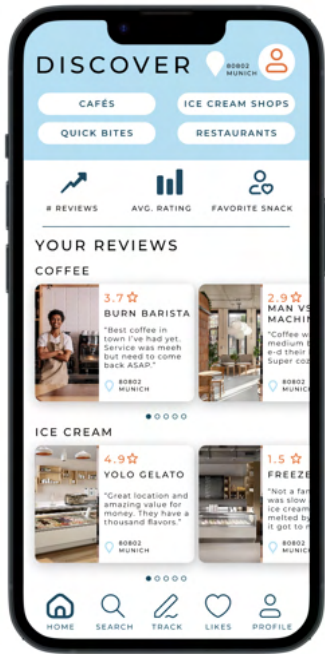 DISCOVER
80802
MUNICH
CAFÉS
ICE CREAM SHOPS
QUICK BITES
RESTAURANTS
# REVIEWS
AVG. RATING
FAVORITE SNACK
YOUR REVIEWS
COFFEE
3.7
BURN BARISTA
"Best coffee in
town I've had yet.
Service was meeh
but need to come
back ASAP."
80802
MUNICH
2.9
MAN VS
MACHIN
"Coffee w
medium
e-d their
Super coz
80802
MUNICH
ICE CREAM
4.9
YOLO GELATO
"Great location and
amazing value for
money. They have a
thousand flavors."
80802
MUNICH
1.5
FREEZE
"Not a fan
was slow
ice cream
melted by
it got to
80802
MUNICH
HOME
SEARCH
TRACK
LIKES
PROFILE